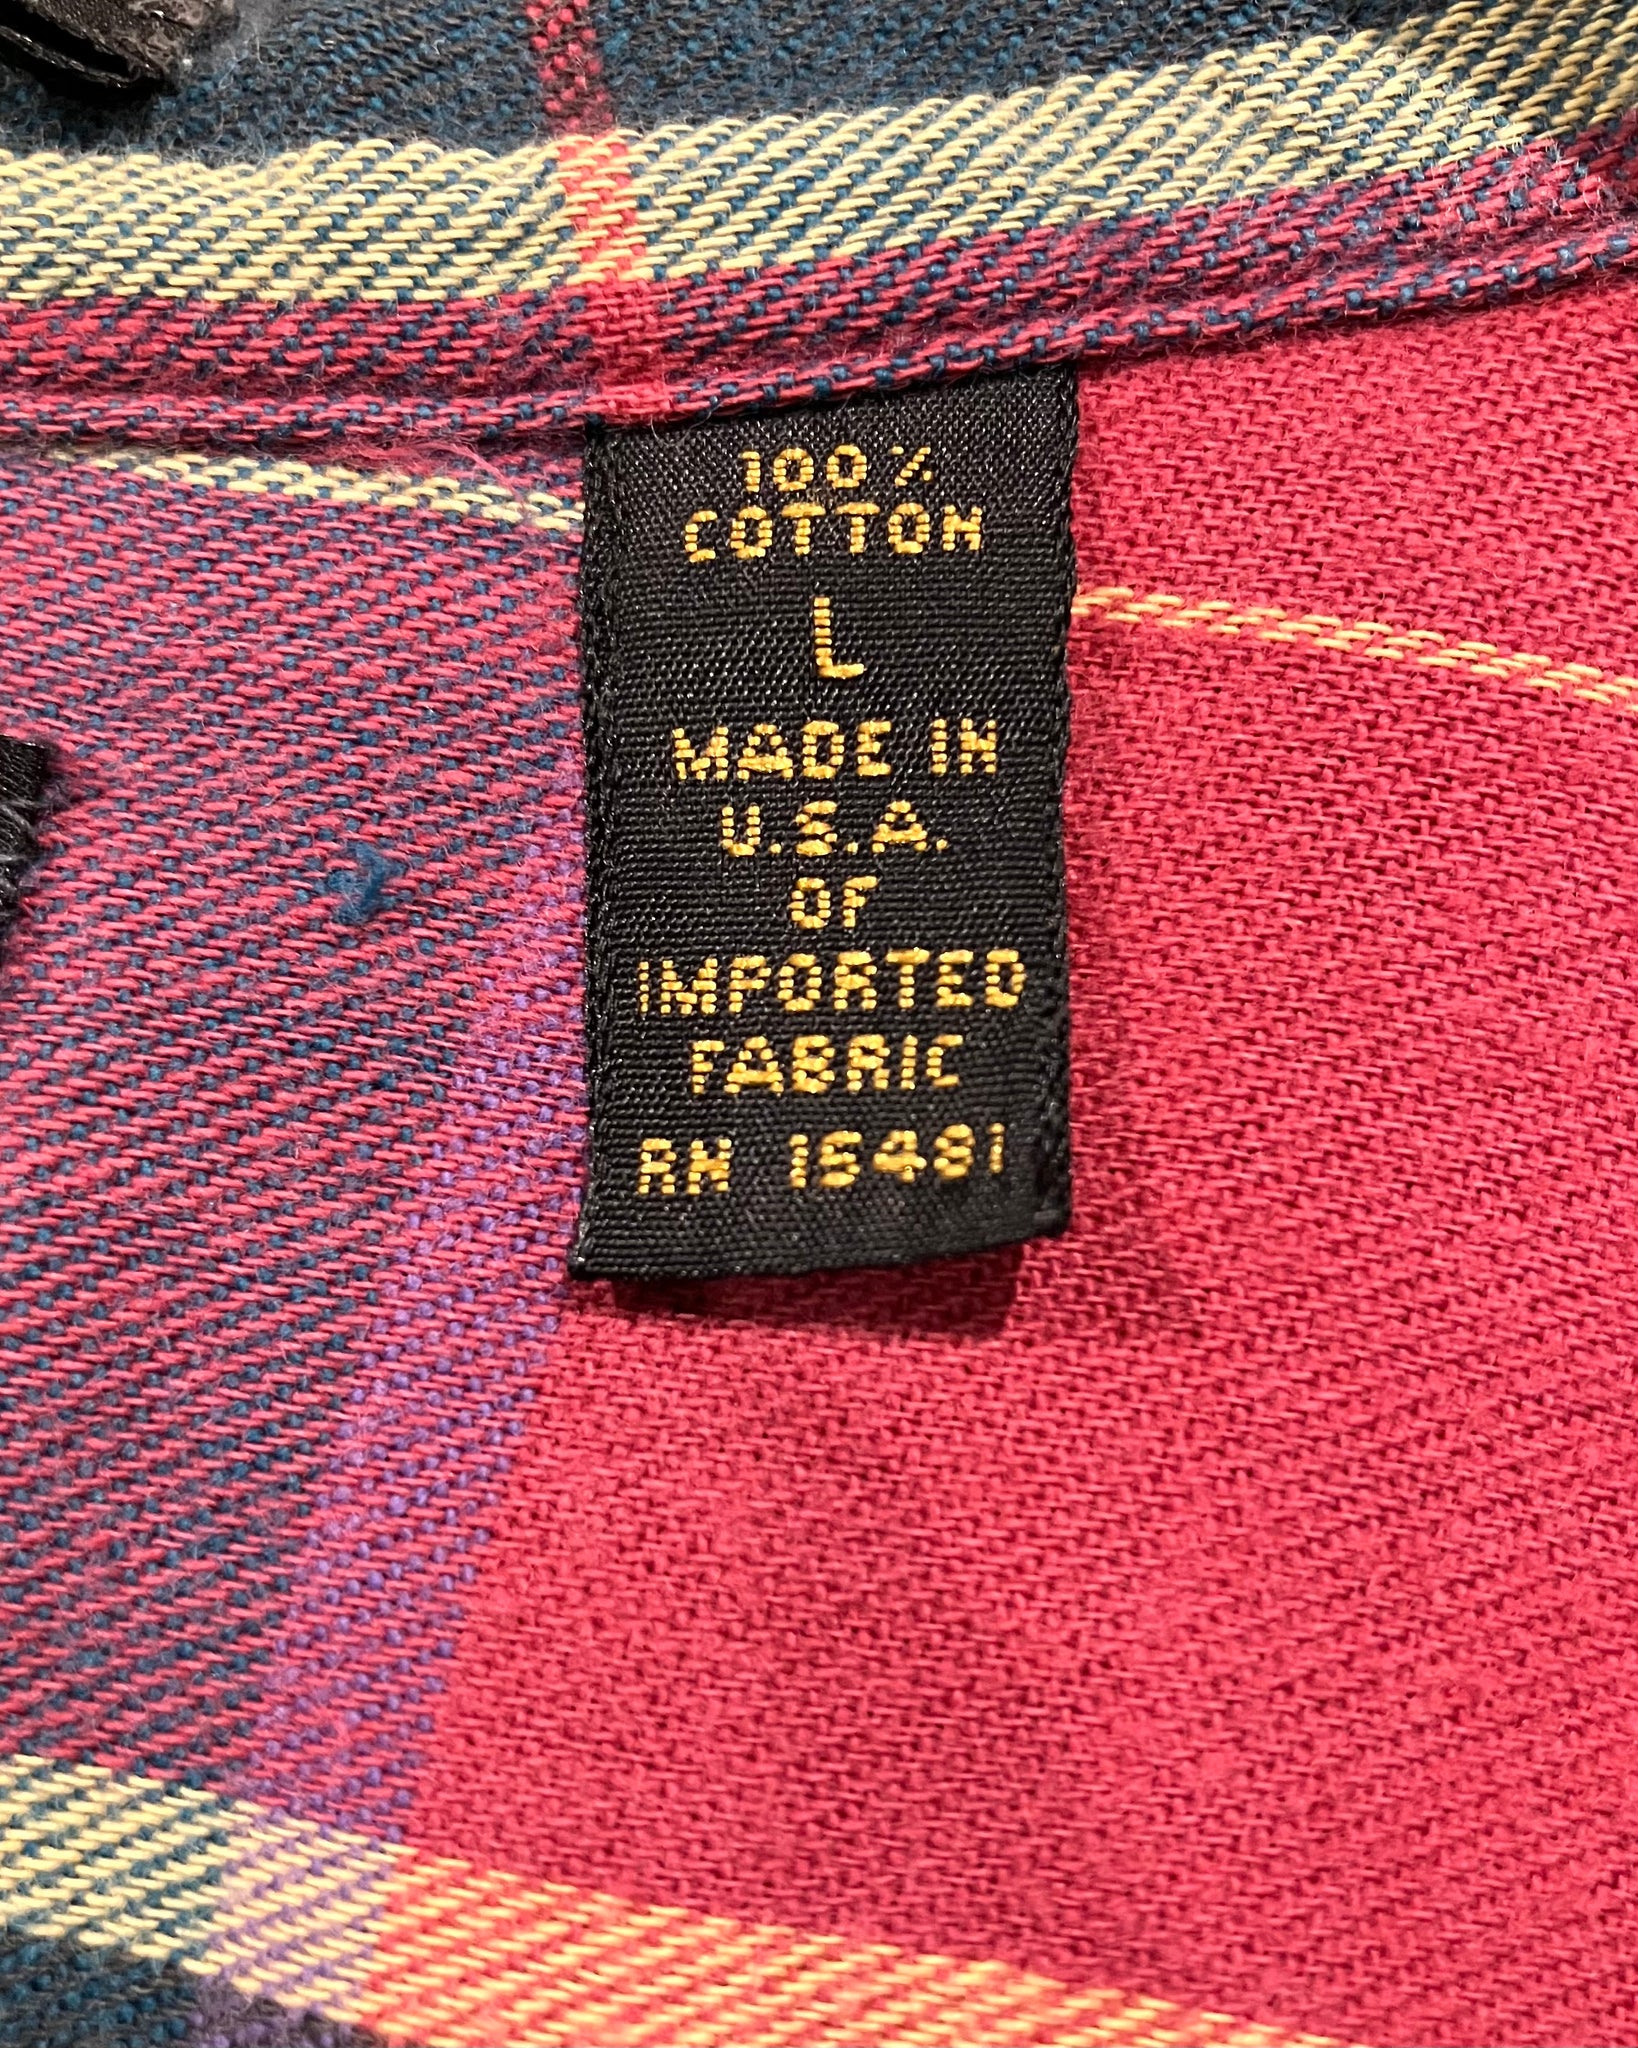 100%
COTTON
L
MADE IN
U.S.A.
OF
IMPORTED
FABRIC
RN 15481